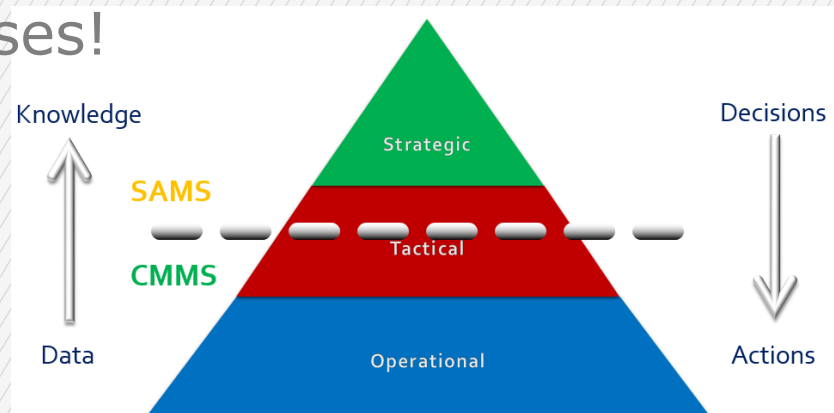 ses!
Knowledge
Decisions
Strategic
SAMS
Tactical
CMMS
Data
Operational
Actions